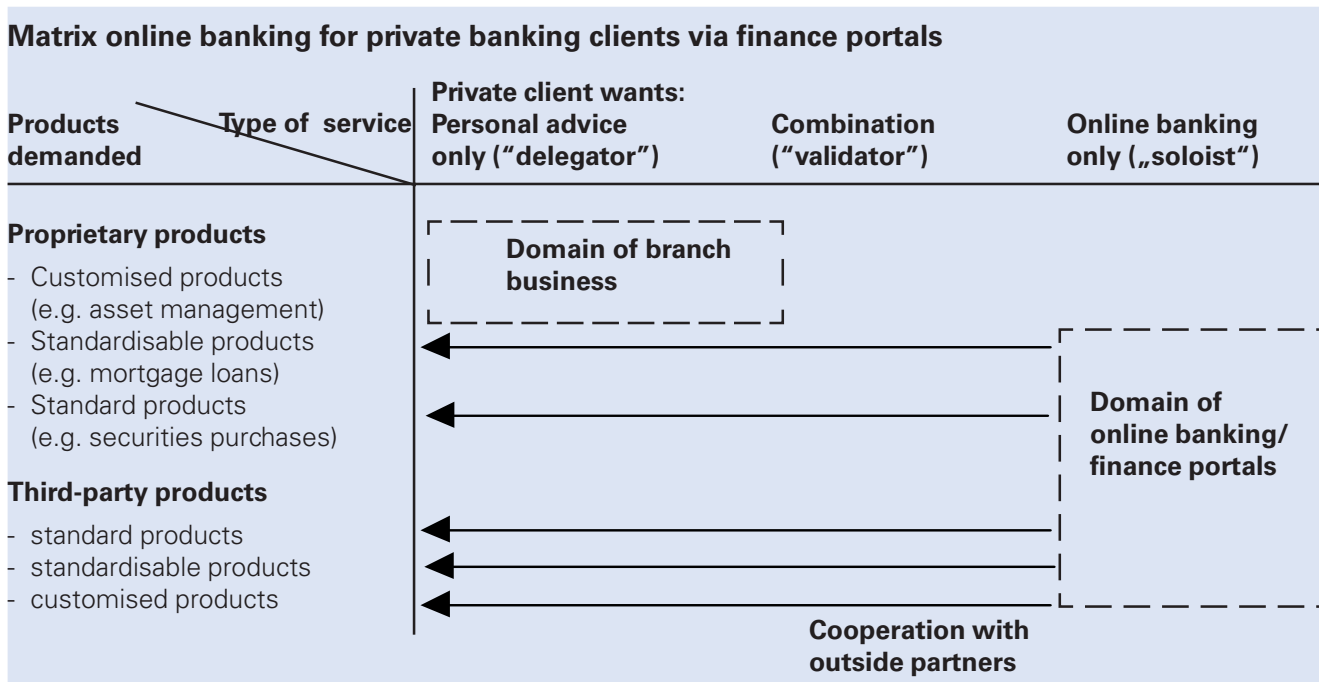 Matrix online banking for private banking clients via finance portals
Products demanded
Type of service
Private client wants:
Personal advice only (“delegator”)
Combination (“validator”)
Online banking only („soloist“)
Proprietary products
- Customised products
(e.g. asset management)
- Standardisable products
(e.g. mortgage loans)
- Standard products
(e.g. securities purchases)
Third-party products
- standard products
- standardisable products
- customised products
Domain of branch
business
Domain of
online banking/
finance portals
Cooperation with
outside partners